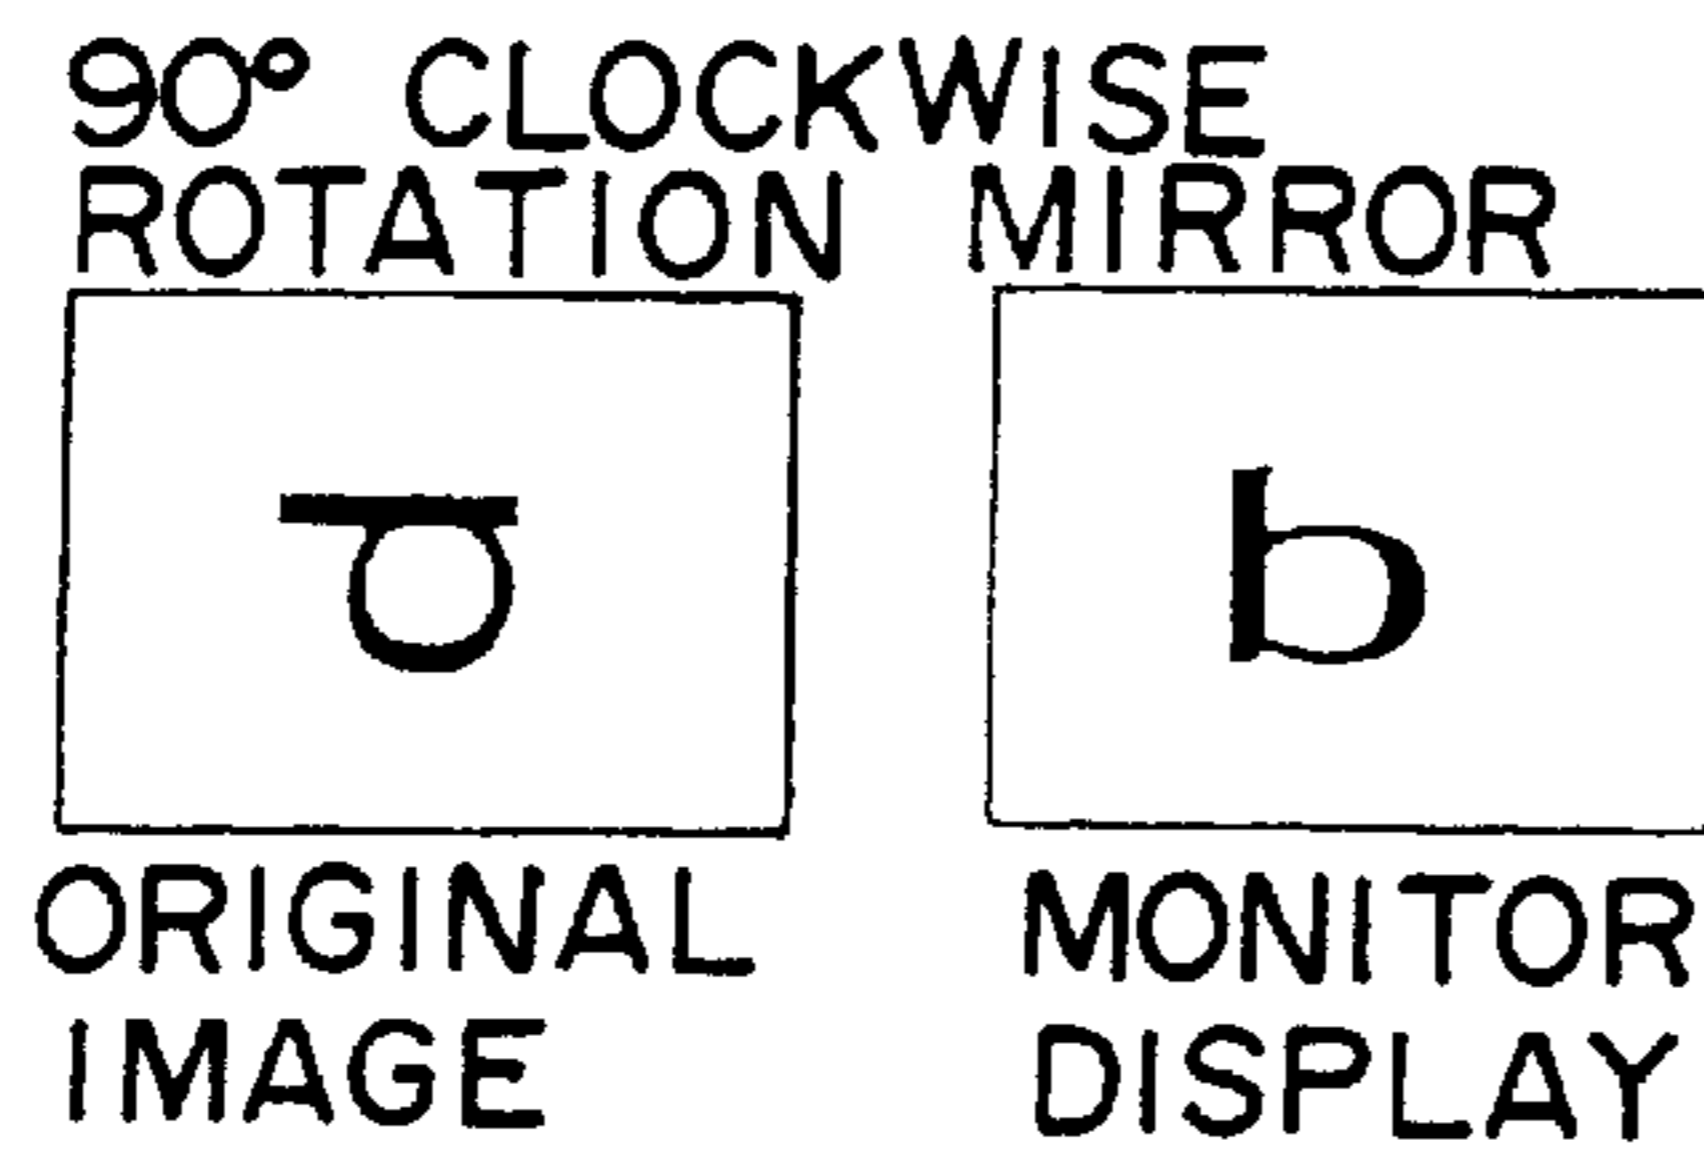 90° CLOCKWISE
ROTATION MIRROR
b
ORIGINAL MONITOR
IMAGE DISPLAY